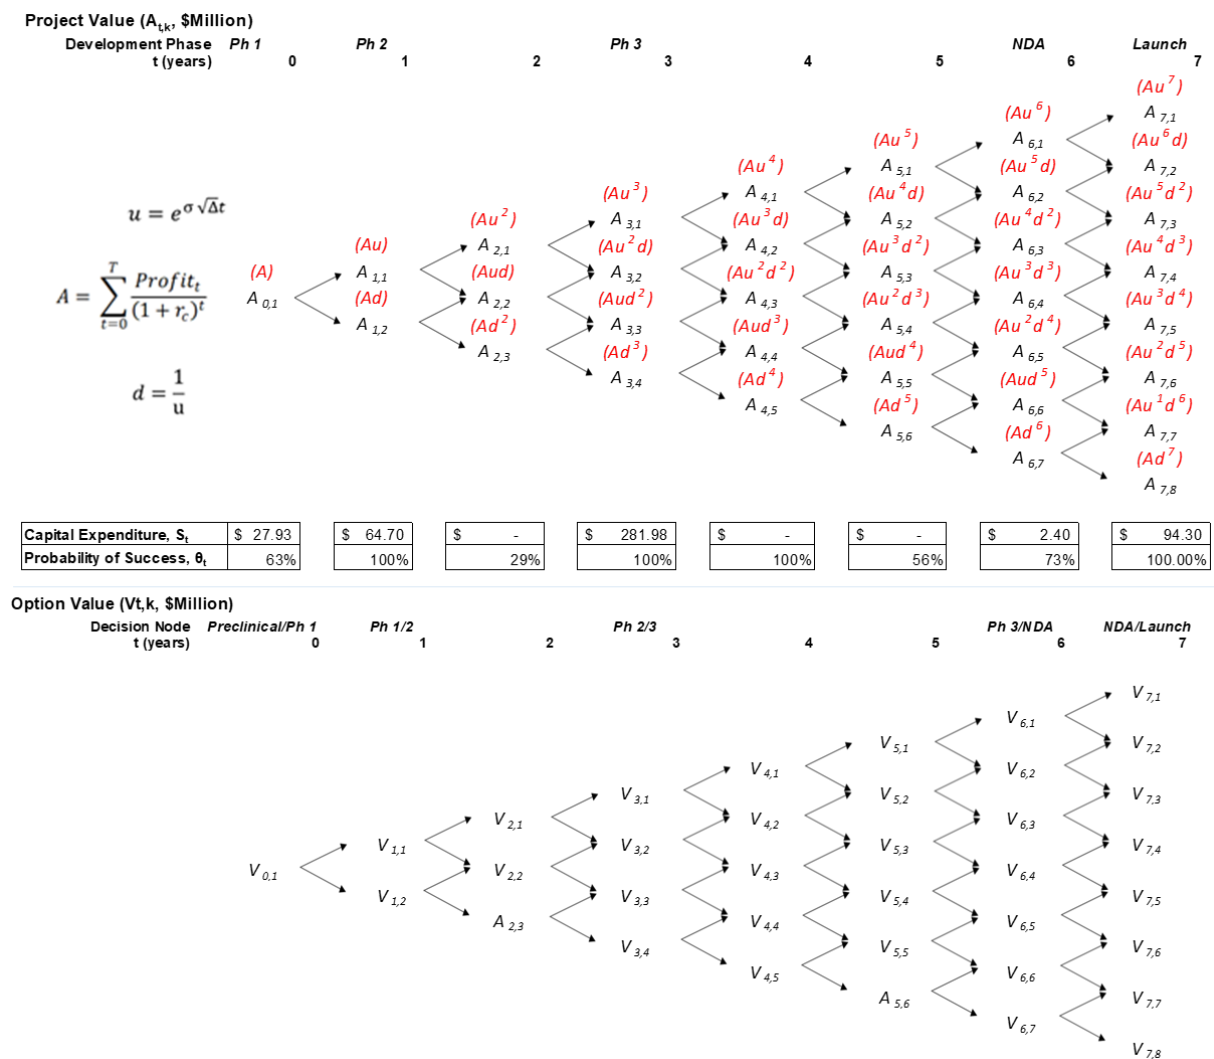 Project Value (A t,k, $Million)
Development Phase Ph 1 Ph 2 Ph 3 NDA Launch
t (years) 0 1 2 3 4 5 6 7
(Au⁷)
(Au⁶) A 7,1
(Au⁵) A 6,1 (Au⁶d)
(Au⁴) A 5,1 (Au⁵d) A 7,2
(Au³) A 4,1 (Au⁴d) A 6,2 (Au⁵d²)
u = e^σ√Δt (Au²) A 3,1 (Au³d) A 5,2 (Au⁴d²) A 7,3
(Au) A 2,1 (Au²d) A 4,2 (Au³d²) A 6,3 (Au⁴d³)
(A) A 1,1 (Aud) A 3,2 (Au²d²) A 5,3 (Au³d³) A 7,4
A = ∑ t=0 T Profit t / (1 + r c)^t A 0,1 (Ad) A 2,2 (Aud²) A 4,3 (Au²d³) A 6,4 (Au³d⁴)
A 1,2 (Ad²) A 3,3 (Aud³) A 5,4 (Au²d⁴) A 7,5
A 2,3 (Ad³) A 4,4 (Aud⁴) A 6,5 (Au²d⁵)
d = 1/u A 3,4 (Ad⁴) A 5,5 (Aud⁵) A 7,6
A 4,5 (Ad⁵) A 6,6 (Au¹d⁶)
A 5,6 (Ad⁶) A 7,7
A 6,7 (Ad⁷)
A 7,8
Capital Expenditure, S t $ 27.93 $ 64.70 $ - $ 281.98 $ - $ - $ 2.40 $ 94.30
Probability of Success, θ t 63% 100% 29% 100% 100% 56% 73% 100.00%
Option Value (Vt,k, $Million)
Decision Node Preclinical/Ph 1 Ph 1/2 Ph 2/3 Ph 3/NDA NDA/Launch
t (years) 0 1 2 3 4 5 6 7
V 7,1
V 6,1
V 5,1 V 7,2
V 4,1 V 6,2
V 3,1 V 5,2 V 7,3
V 2,1 V 4,2 V 6,3
V 1,1 V 3,2 V 5,3 V 7,4
V 0,1 V 2,2 V 4,3 V 6,4
V 1,2 V 3,3 V 5,4 V 7,5
A 2,3 V 4,4 V 6,5
V 3,4 V 5,5 V 7,6
V 4,5 V 6,6
A 5,6 V 7,7
V 6,7
V 7,8